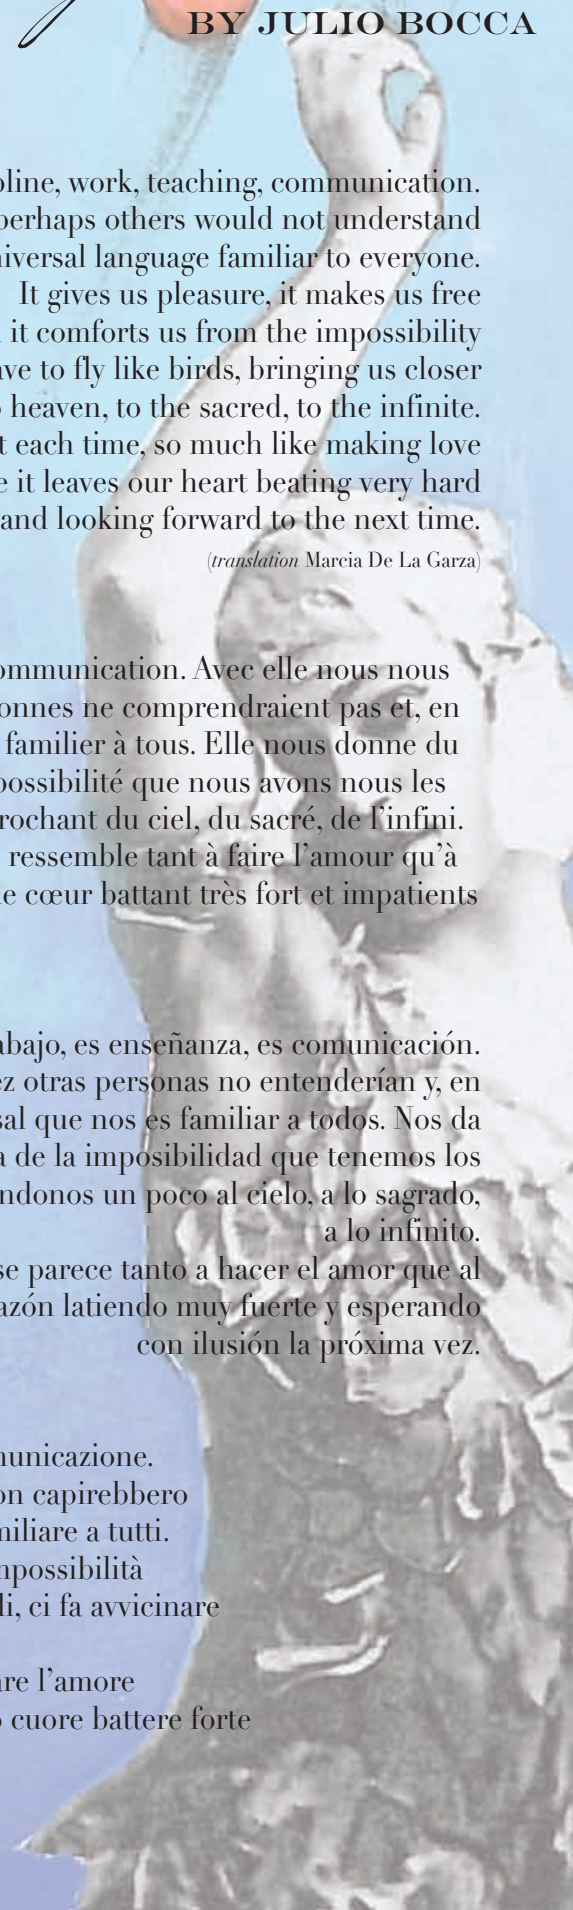 BY JULIO BOCCA
pline, work, teaching, communication.
perhaps others would not understand
niversal language familiar to everyone.
It gives us pleasure, it makes us free
it comforts us from the impossibility
ave to fly like birds, bringing us closer
o heaven, to the sacred, to the infinite.
t each time, so much like making love
e it leaves our heart beating very hard
and looking forward to the next time.
(translation Marcia De La Garza)
ommunication. Avec elle nous nous
onnes ne comprendraient pas et, en
familier à tous. Elle nous donne du
possibilité que nous avons nous les
rochant du ciel, du sacré, de l’infini.
ressemble tant à faire l’amour qu’à
le cœur battant très fort et impatients
abajo, es enseñanza, es comunicación.
ez otras personas no entenderían y, en
sal que nos es familiar a todos. Nos da
a de la imposibilidad que tenemos los
ndonos un poco al cielo, a lo sagrado,
a lo infinito.
se parece tanto a hacer el amor que al
azón latiendo muy fuerte y esperando
con ilusión la próxima vez.
municazione.
on capirebbero
miliare a tutti.
mpossibilità
li, ci fa avvicinare
are l’amore
o cuore battere forte